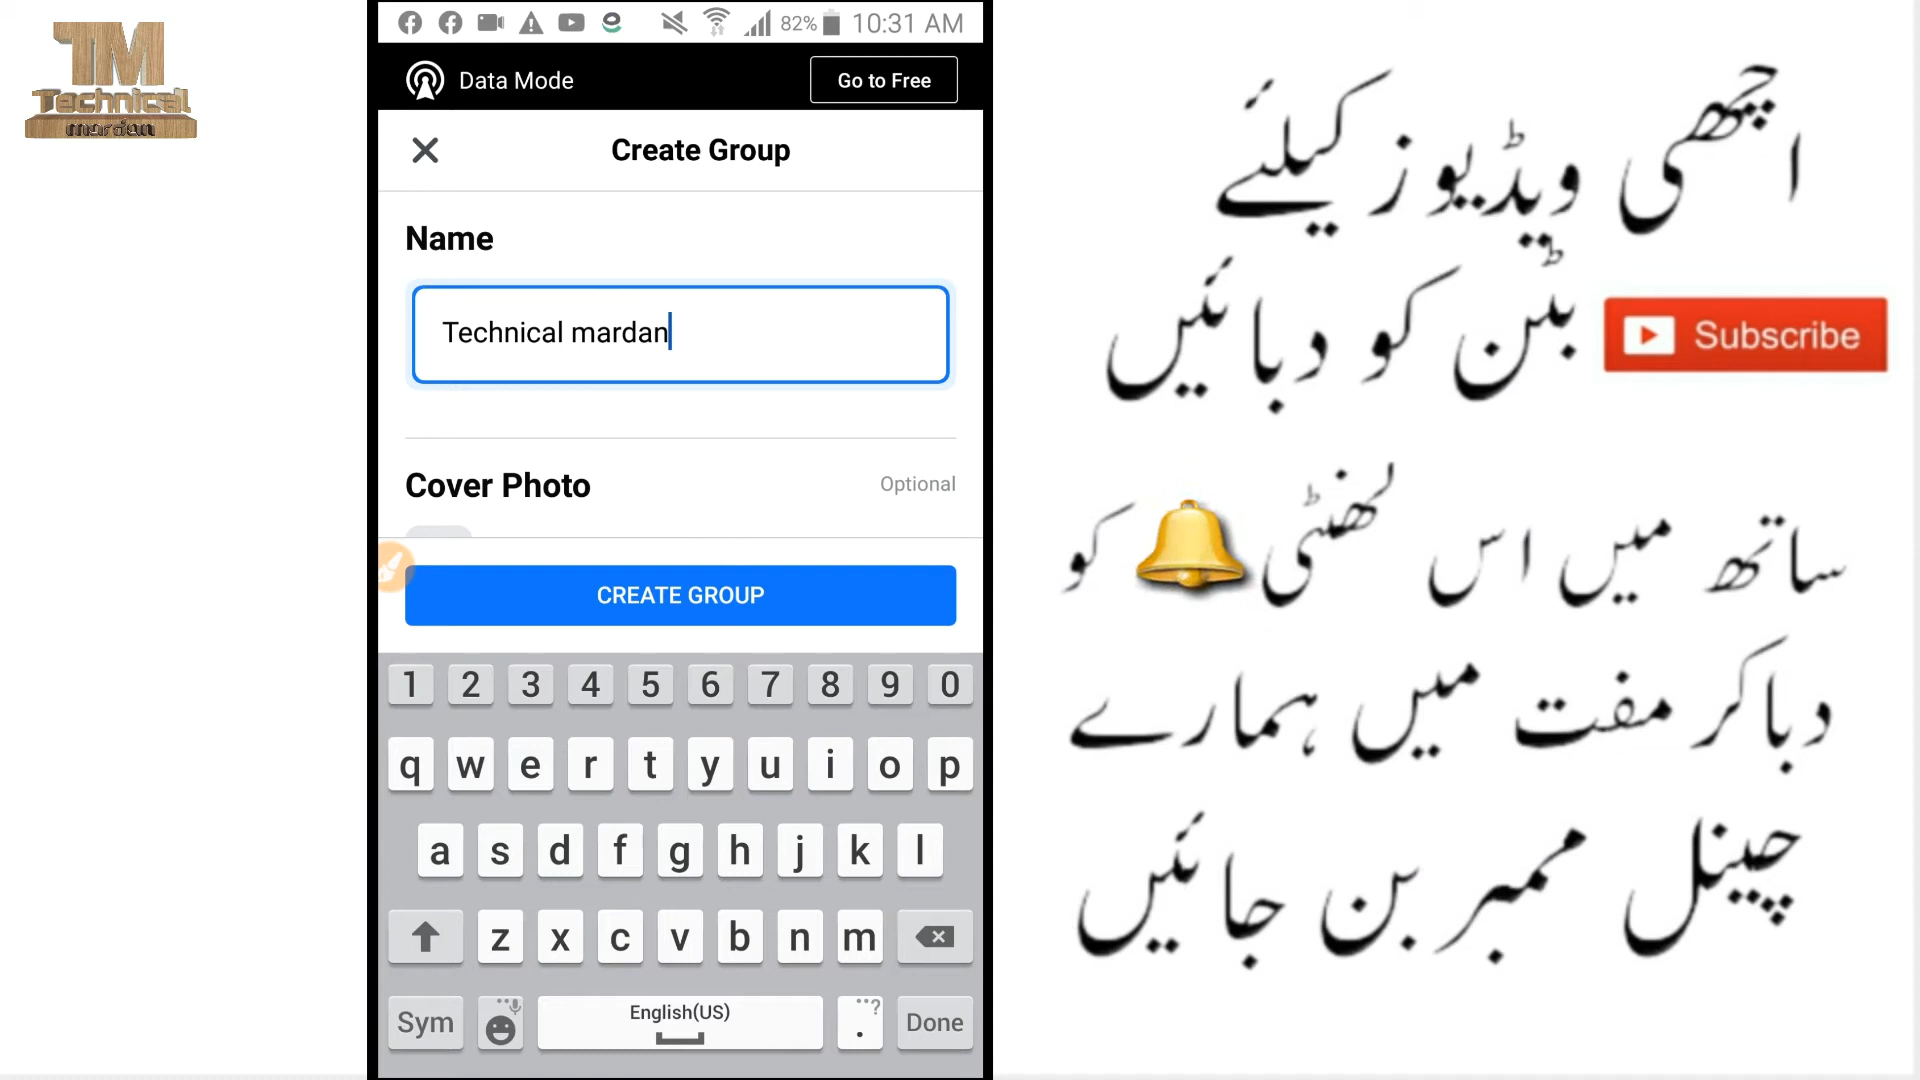 TM
Technical
mardan
82% 10:31 AM
Data Mode
Go to Free
Create Group
Name
Technical mardan
Cover Photo
Optional
CREATE GROUP
1 2 3 4 5 6 7 8 9 0
q w e r t y u i o p
a s d f g h j k l
z x c v b n m
Sym
English(US)
. ?
Done
اچھی ویڈیوز کیلئے
Subscribe بٹن کو دبائیں
ساتھ میں اس گھنٹی کو
دباکر مفت میں ہمارے
چینل ممبر بن جائیں